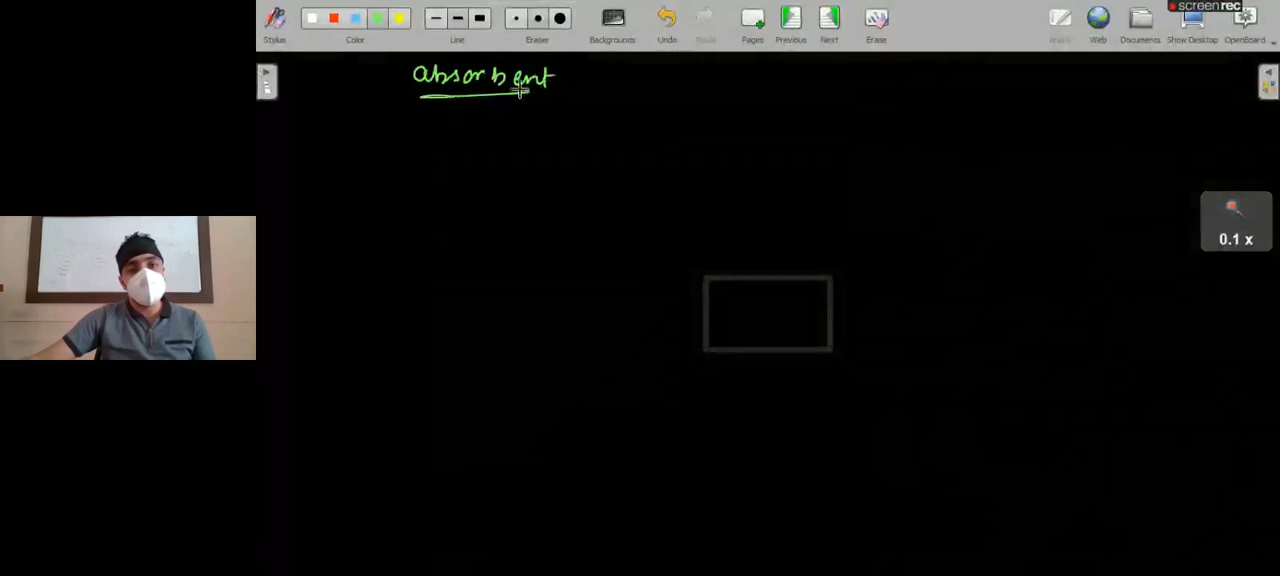 screenrec
Stylus Color Line Eraser Backgrounds Undo Pages Previous Next Erase Web Documents Show Desktop OpenBoard
absorbent
0.1 x